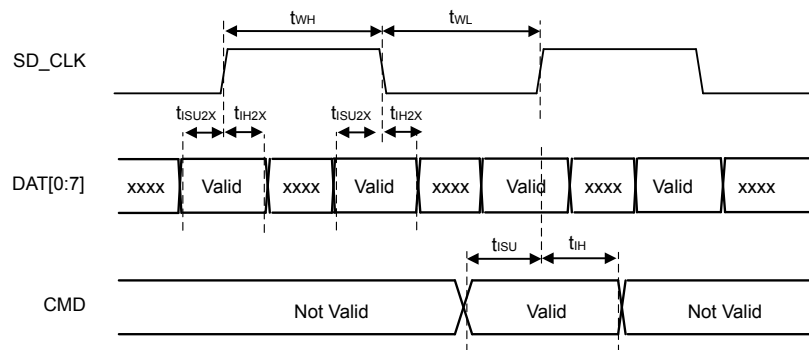 tWH tWL
SD_CLK
tISU2X tIH2X tISU2X tIH2X
DAT[0:7] xxxx Valid xxxx Valid xxxx Valid xxxx Valid xxxx
tISU tIH
CMD Not Valid Valid Not Valid